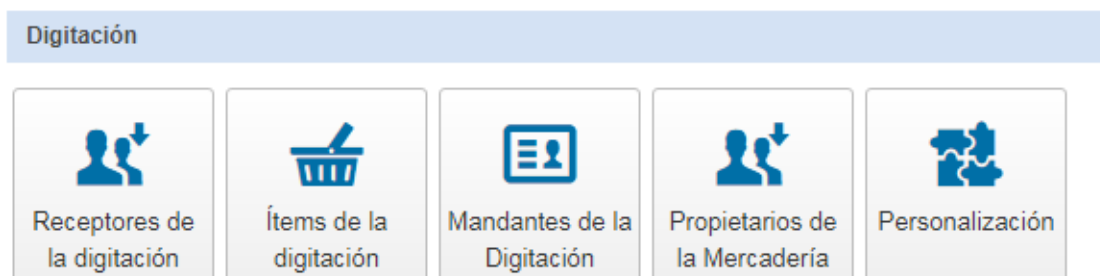 Digitación
Receptores de
la digitación
Ítems de la
digitación
Mandantes de la
Digitación
Propietarios de
la Mercadería
Personalización